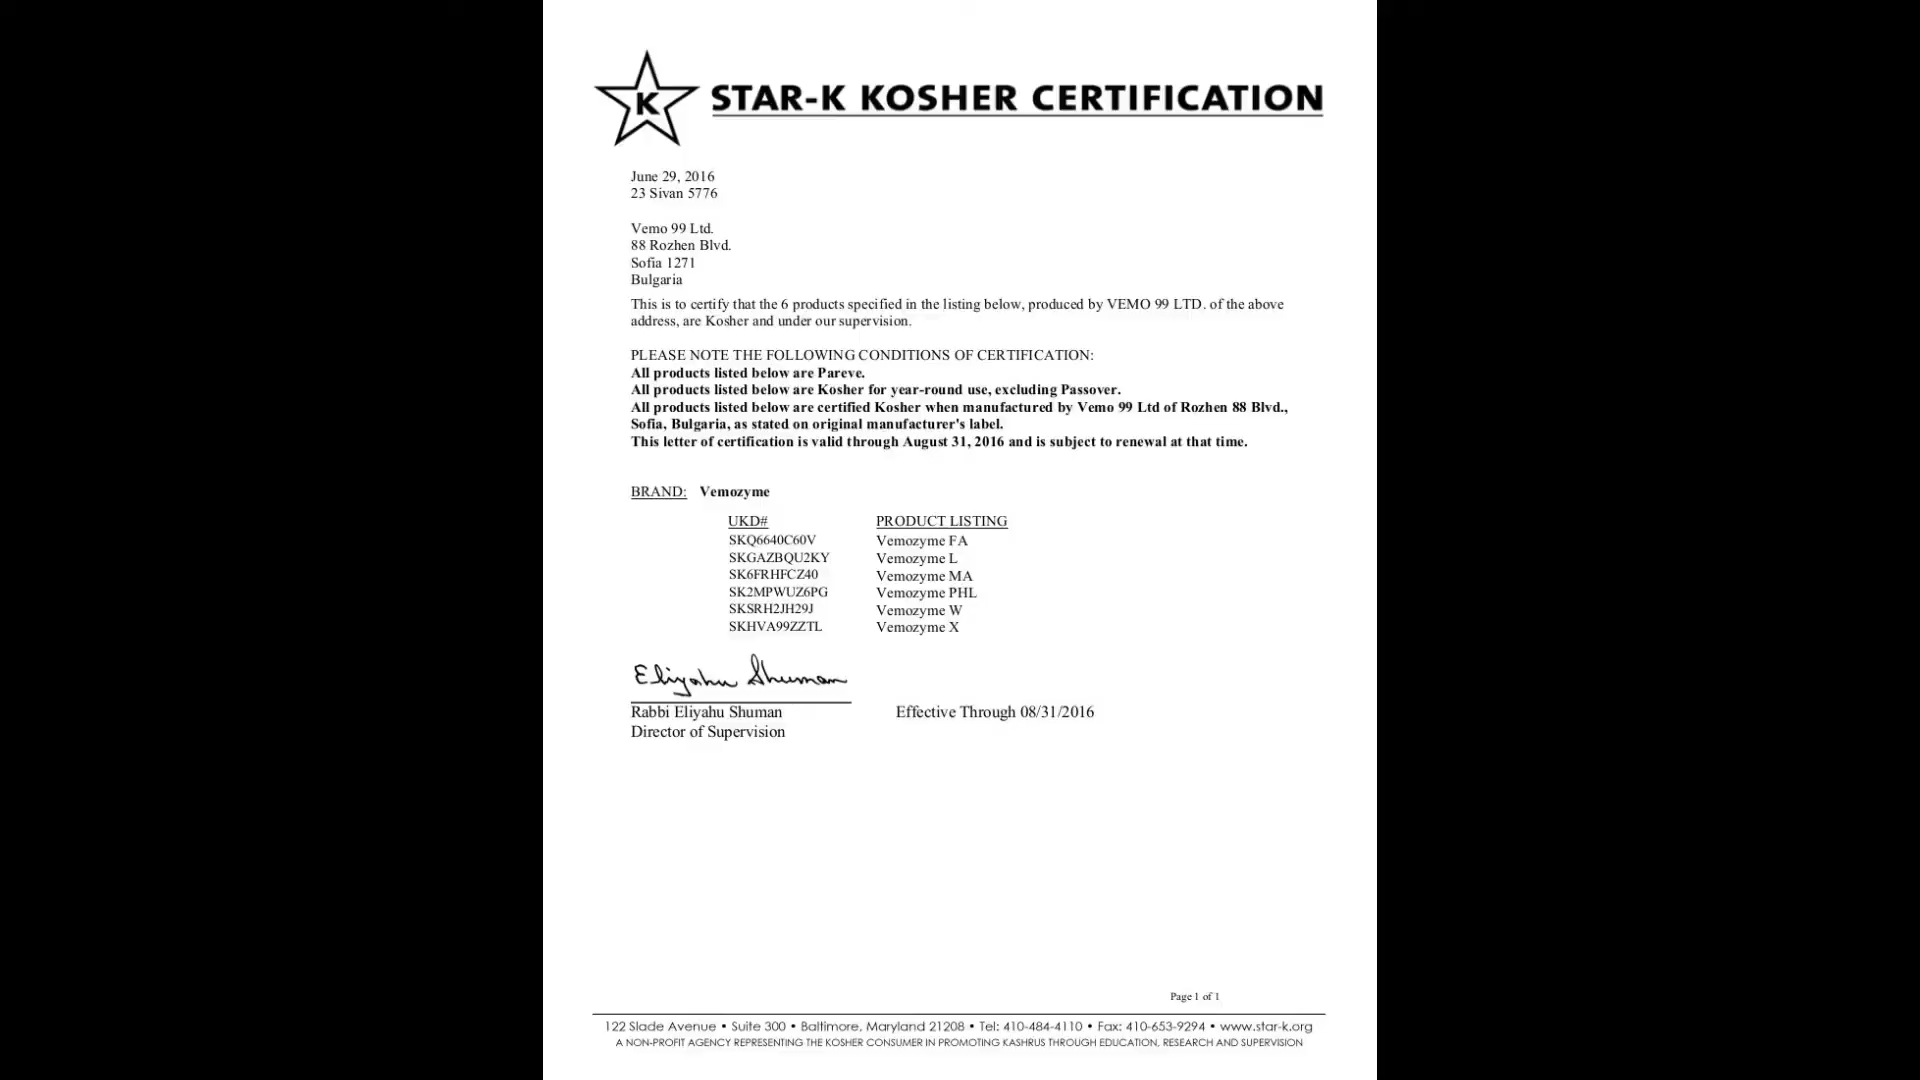 K
STAR-K KOSHER CERTIFICATION
June 29, 2016
23 Sivan 5776
Vemo 99 Ltd.
88 Rozhen Blvd.
Sofia 1271
Bulgaria
This is to certify that the 6 products specified in the listing below, produced by VEMO 99 LTD. of the above
address, are Kosher and under our supervision.
PLEASE NOTE THE FOLLOWING CONDITIONS OF CERTIFICATION:
All products listed below are Pareve.
All products listed below are Kosher for year-round use, excluding Passover.
All products listed below are certified Kosher when manufactured by Vemo 99 Ltd of Rozhen 88 Blvd.,
Sofia, Bulgaria, as stated on original manufacturer's label.
This letter of certification is valid through August 31, 2016 and is subject to renewal at that time.
BRAND: Vemozyme
UKD# PRODUCT LISTING
SKQ6640C60V Vemozyme FA
SKGAZBQU2KY Vemozyme L
SK6FRHFCZ40 Vemozyme MA
SK2MPWUZ6PG Vemozyme PHL
SKSRH2JH29J Vemozyme W
SKHVA99ZZTL Vemozyme X
Eliyahu Shuman
Rabbi Eliyahu Shuman Effective Through 08/31/2016
Director of Supervision
Page 1 of 1
122 Slade Avenue • Suite 300 • Baltimore, Maryland 21208 • Tel: 410-484-4110 • Fax: 410-653-9294 • www.star-k.org
A NON-PROFIT AGENCY REPRESENTING THE KOSHER CONSUMER IN PROMOTING KASHRUS THROUGH EDUCATION, RESEARCH AND SUPERVISION